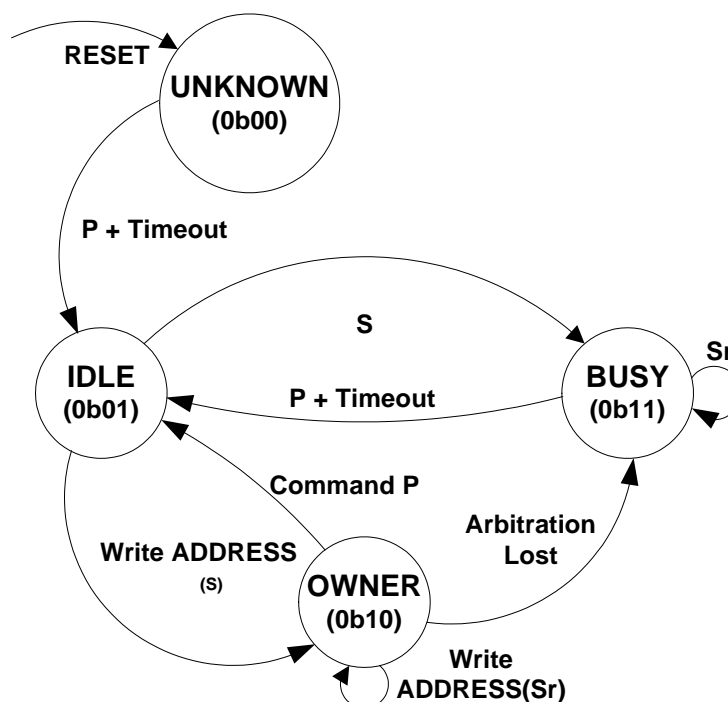 RESET
UNKNOWN
(0b00)
P + Timeout
S
IDLE
(0b01)
BUSY
(0b11)
Sr
P + Timeout
Command P
Arbitration
Lost
Write ADDRESS
(S)
OWNER
(0b10)
Write
ADDRESS(Sr)